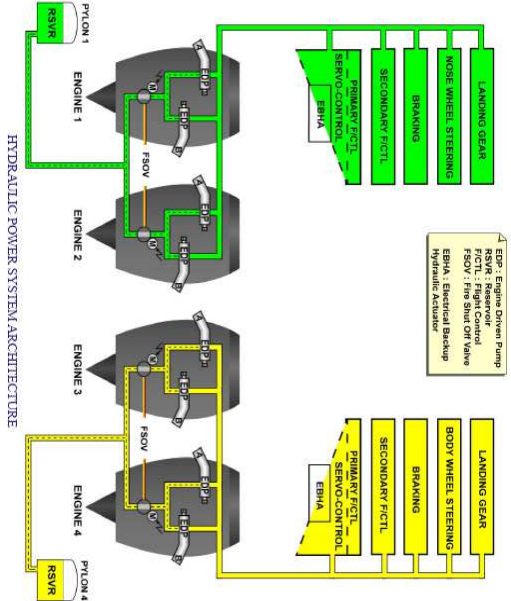 LANDING GEAR
NOSE WHEEL STEERING
BRAKING
SECONDARY F/CTL
PRIMARY F/CTL
SERVO-CONTROL
EBHA
EDP : Engine Driven Pump
RSVR : Reservoir
F/CTL : Flight Control
FSOV : Fire Shut Off Valve
EBHA : Electrical Backup
Hydraulic Actuator
LANDING GEAR
BODY WHEEL STEERING
BRAKING
SECONDARY F/CTL
PRIMARY F/CTL
SERVO-CONTROL
EBHA
A
EDP
EDP
B
M
A
EDP
EDP
B
M
FSOV
A
EDP
EDP
B
M
A
EDP
EDP
B
M
FSOV
ENGINE 1
ENGINE 2
ENGINE 3
ENGINE 4
PYLON 1
RSVR
PYLON 4
RSVR
HYDRAULIC POWER SYSTEM ARCHITECTURE